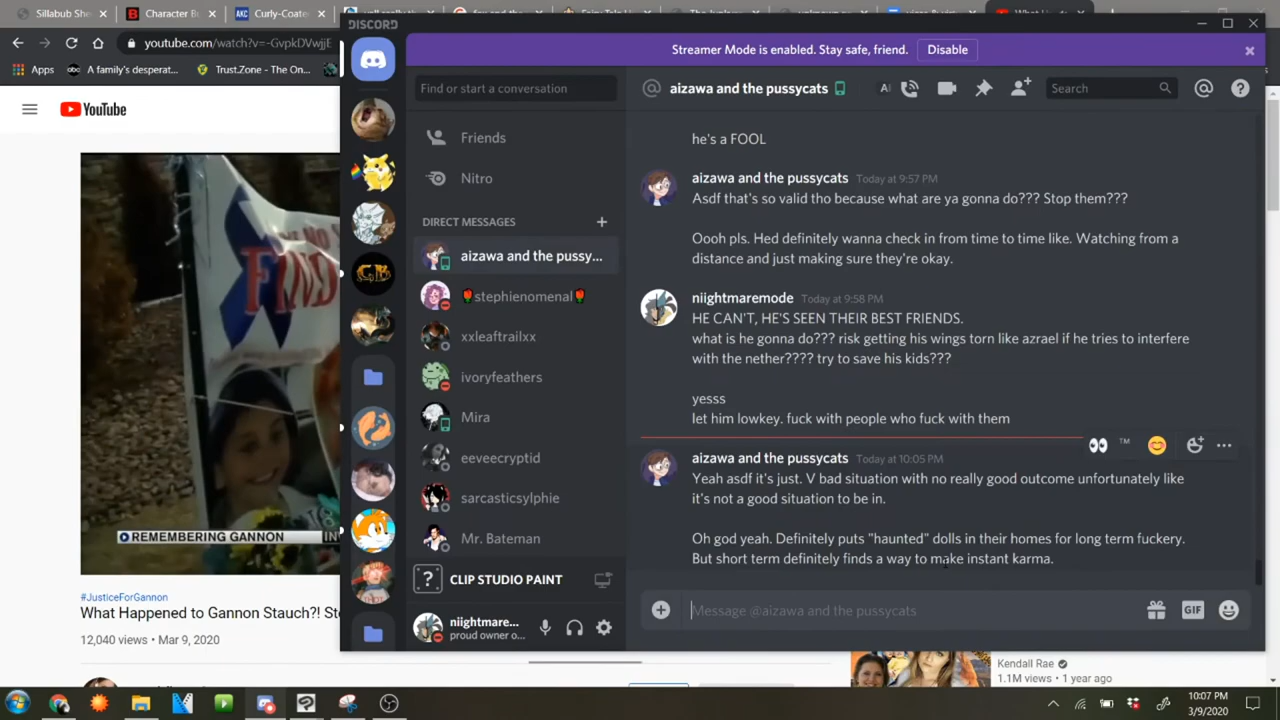 Sillabub She
Character Bu
AKC
Curly-Coate
DISCORD
youtube.com/watch?v=-GvpkDVwjjE
Apps
A family's desperat...
Trust.Zone - The On...
YouTube
FIND
REMEMBERING GANNON
#JusticeForGannon
What Happened to Gannon Stauch?! Ste
12,040 views • Mar 9, 2020
Streamer Mode is enabled. Stay safe, friend.
Disable
Find or start a conversation
Friends
Nitro
DIRECT MESSAGES
aizawa and the pussy...
🌹stephienomenal🌹
xxleaftrailxx
ivoryfeathers
Mira
eeveecryptid
sarcasticsylphie
Mr. Bateman
CLIP STUDIO PAINT
niightmare...
proud owner o...
aizawa and the pussycats
Search
he's a FOOL
aizawa and the pussycats Today at 9:57 PM
Asdf that's so valid tho because what are ya gonna do??? Stop them???
Oooh pls. Hed definitely wanna check in from time to time like. Watching from a
distance and just making sure they're okay.
niightmaremode Today at 9:58 PM
HE CAN'T, HE'S SEEN THEIR BEST FRIENDS.
what is he gonna do??? risk getting his wings torn like azrael if he tries to interfere
with the nether???? try to save his kids???
yesss
let him lowkey. fuck with people who fuck with them
TM
aizawa and the pussycats Today at 10:05 PM
Yeah asdf it's just. V bad situation with no really good outcome unfortunately like
it's not a good situation to be in.
Oh god yeah. Definitely puts "haunted" dolls in their homes for long term fuckery.
But short term definitely finds a way to make instant karma.
Message @aizawa and the pussycats
GIF
Kendall Rae
1.1M views • 1 year ago
10:07 PM
3/9/2020